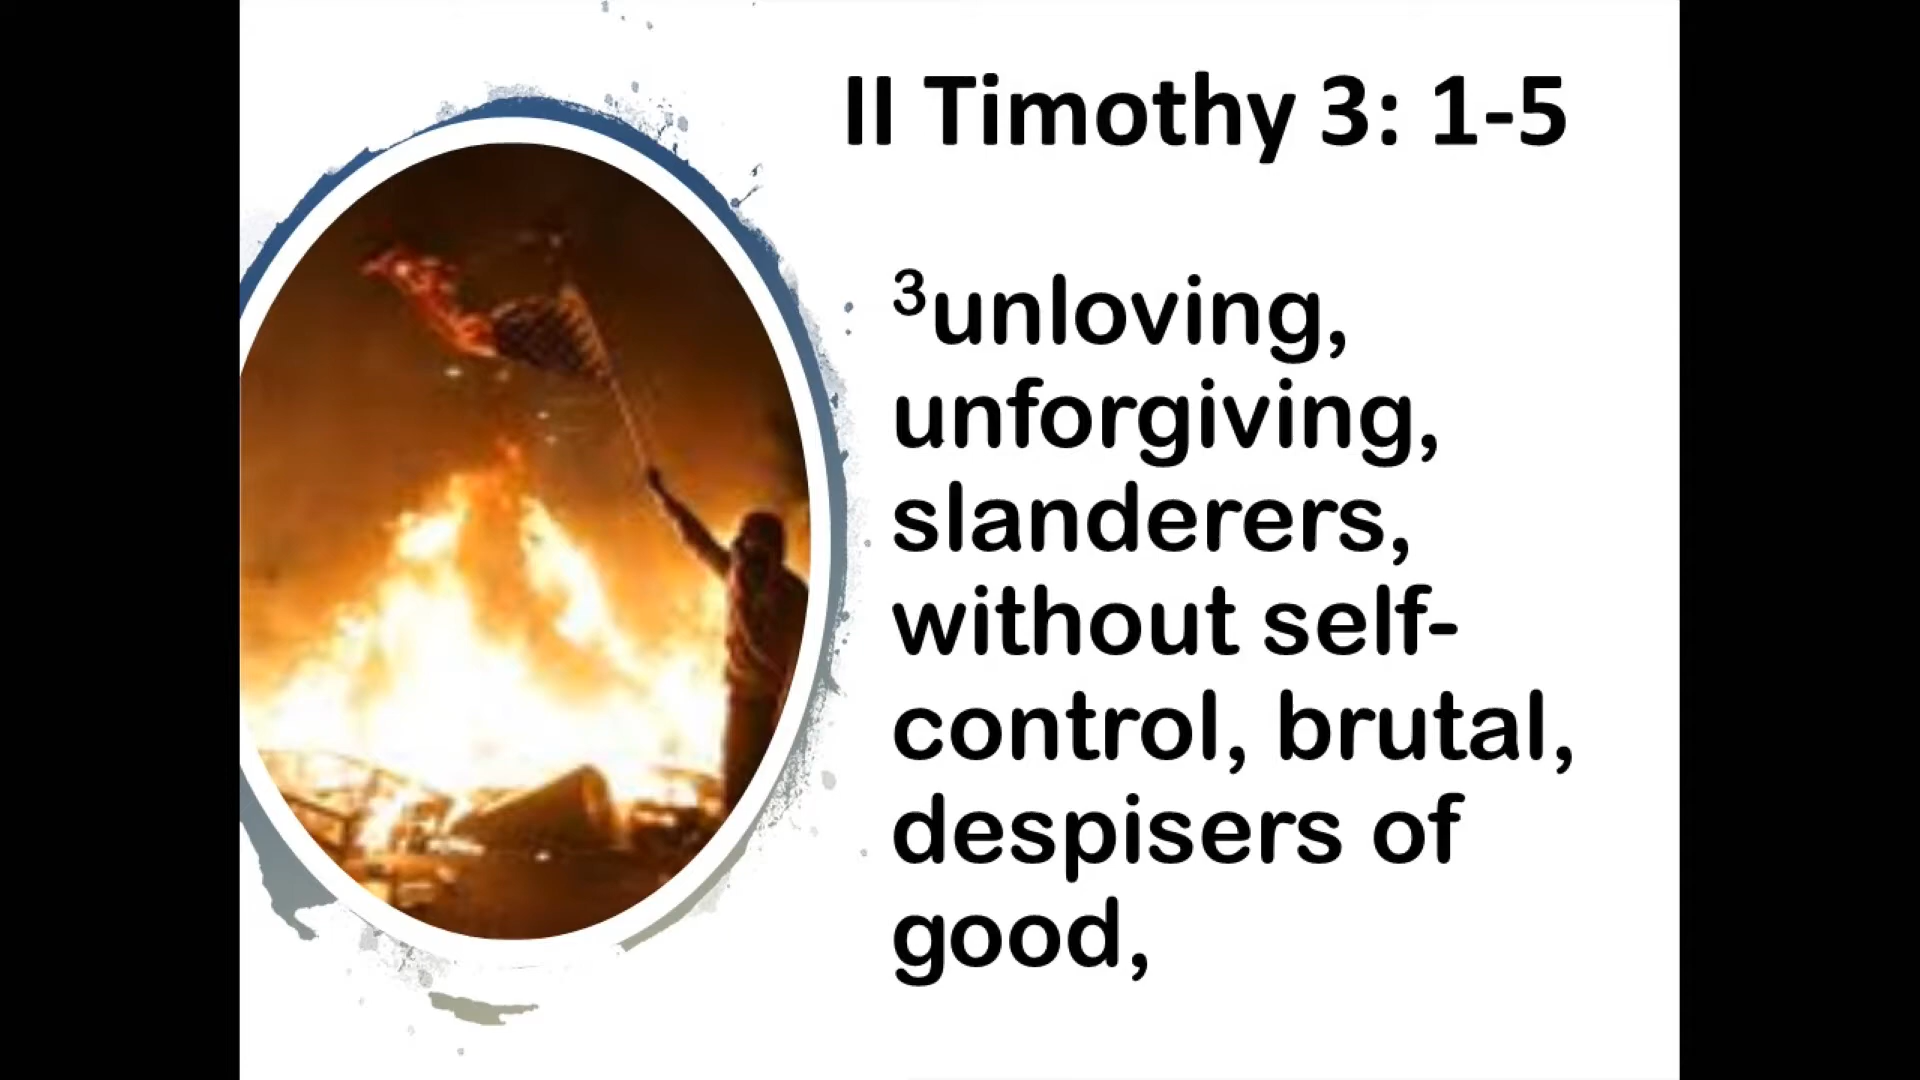 II Timothy 3: 1-5
³unloving,
unforgiving,
slanderers,
without self-
control, brutal,
despisers of
good,